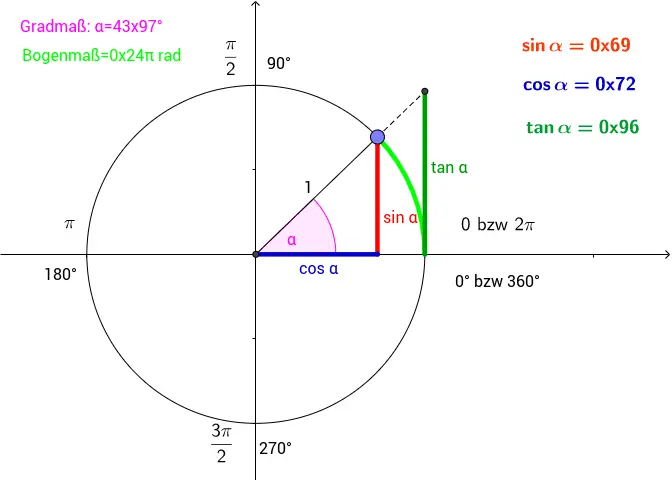 Gradmaß: α=43x97°
Bogenmaß=0x24π rad
π/2
90°
sin α = 0x69
cos α = 0x72
tan α = 0x96
tan α
1
sin α
α
cos α
π
180°
0 bzw 2π
0° bzw 360°
3π/2
270°